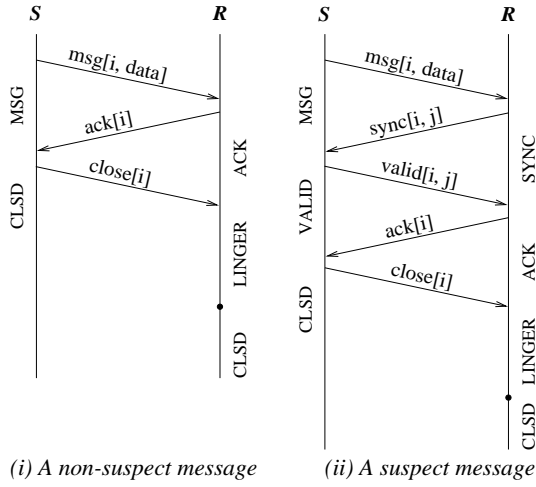 S R
msg[i, data]
MSG
ack[i]
ACK
close[i]
CLSD
LINGER
CLSD
(i) A non-suspect message
S R
msg[i, data]
MSG
sync[i, j]
SYNC
valid[i, j]
VALID
ack[i]
ACK
close[i]
CLSD
LINGER
CLSD
(ii) A suspect message